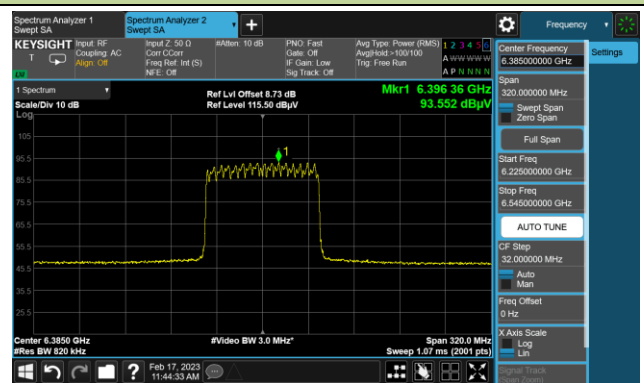 Spectrum Analyzer 1
Swept SA
Spectrum Analyzer 2
Swept SA
+
Frequency
KEYSIGHT
T
LW
Input: RF
Coupling: AC
Align: Off
Input Z: 50 Ω
Corr CCorr
Freq Ref: Int (S)
NFE: Off
#Atten: 10 dB
PNO: Fast
Gate: Off
IF Gain: Low
Sig Track: Off
Avg Type: Power (RMS)
Avg|Hold:>100/100
Trig: Free Run
1 2 3 4 5 6
A W W W W W
A P N N N N
1 Spectrum
Scale/Div 10 dB
Log
Ref Lvl Offset 8.73 dB
Ref Level 115.50 dBµV
Mkr1 6.396 36 GHz
93.552 dBµV
105
95.5
85.5
75.5
65.5
55.5
45.5
35.5
25.5
1
Center 6.3850 GHz
#Res BW 820 kHz
#Video BW 3.0 MHz*
Span 320.0 MHz
Sweep 1.07 ms (2001 pts)
Feb 17, 2023
11:44:33 AM
Center Frequency
6.385000000 GHz
Settings
Span
320.000000 MHz
Swept Span
Zero Span
Full Span
Start Freq
6.225000000 GHz
Stop Freq
6.545000000 GHz
AUTO TUNE
CF Step
32.000000 MHz
Auto
Man
Freq Offset
0 Hz
X Axis Scale
Log
Lin
Signal Track
(Span Zoom)